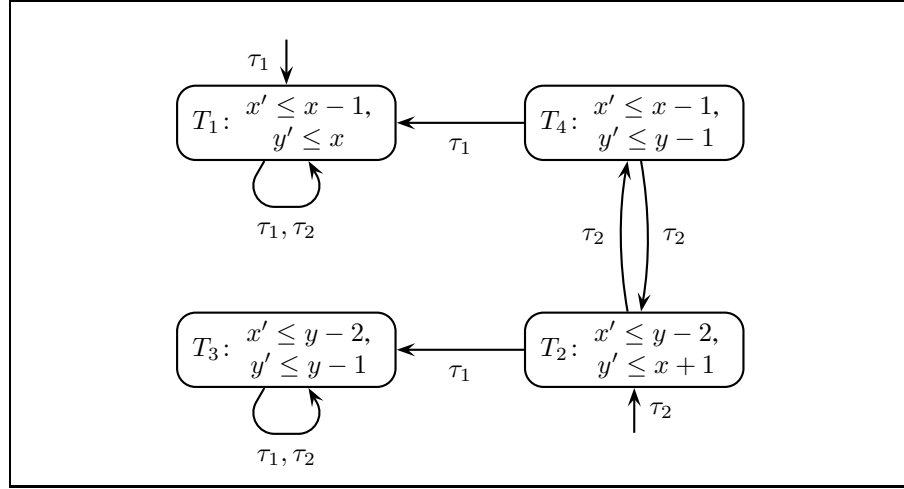 τ₁
T₁: x′ ≤ x − 1,
y′ ≤ x
T₄: x′ ≤ x − 1,
y′ ≤ y − 1
τ₁
τ₁, τ₂
τ₂
τ₂
T₃: x′ ≤ y − 2,
y′ ≤ y − 1
T₂: x′ ≤ y − 2,
y′ ≤ x + 1
τ₁
τ₂
τ₁, τ₂